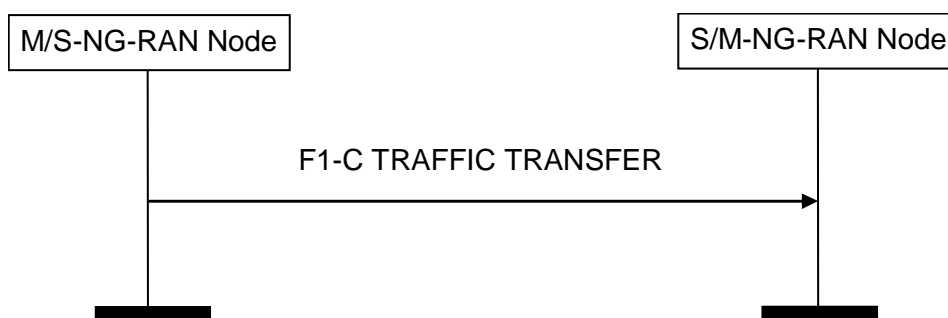 M/S-NG-RAN Node
S/M-NG-RAN Node
F1-C TRAFFIC TRANSFER